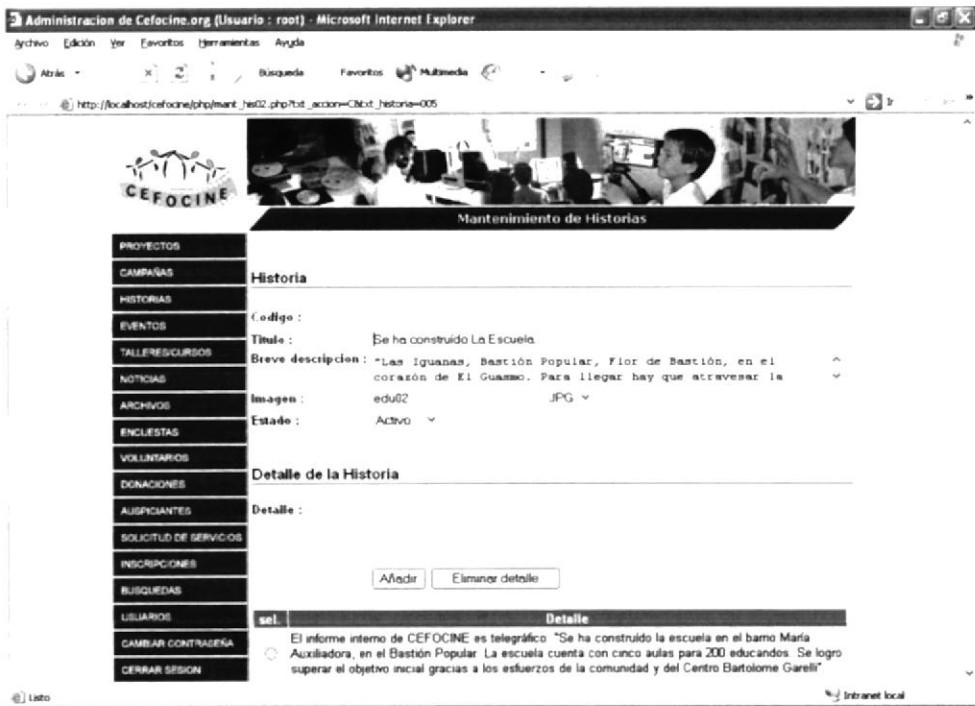 Administracion de Cefocine.org (Usuario : root) - Microsoft Internet Explorer
Archivo Edición Ver Favoritos Herramientas Ayuda
Atrás Búsqueda Favoritos Multimedia
http://localhost/cefocine/php/mant_his02.php?txt_accion=C&txt_historia=005 Ir
CEFOCINE
Mantenimiento de Historias
PROYECTOS
CAMPAÑAS
HISTORIAS
EVENTOS
TALLERES/CURSOS
NOTICIAS
ARCHIVOS
ENCUESTAS
VOLUNTARIOS
DONACIONES
AUSPICIANTES
SOLICITUD DE SERVICIOS
INSCRIPCIONES
BUSQUEDAS
USUARIOS
CAMBIAR CONTRASEÑA
CERRAR SESION
Historia
Codigo :
Titulo : Se ha construido La Escuela
Breve descripcion : "Las Iguanas, Bastión Popular, Flor de Bastión, en el
corazón de El Guasmo. Para llegar hay que atravesar la
Imagen : edu02 JPG
Estado : Activo
Detalle de la Historia
Detalle :
Añadir Eliminar detalle
sel. Detalle
El informe interno de CEFOCINE es telegráfico "Se ha construido la escuela en el barrio María
Auxiliadora, en el Bastión Popular. La escuela cuenta con cinco aulas para 200 educandos. Se logro
superar el objetivo inicial gracias a los esfuerzos de la comunidad y del Centro Bartolome Garelli"
Listo Intranet local